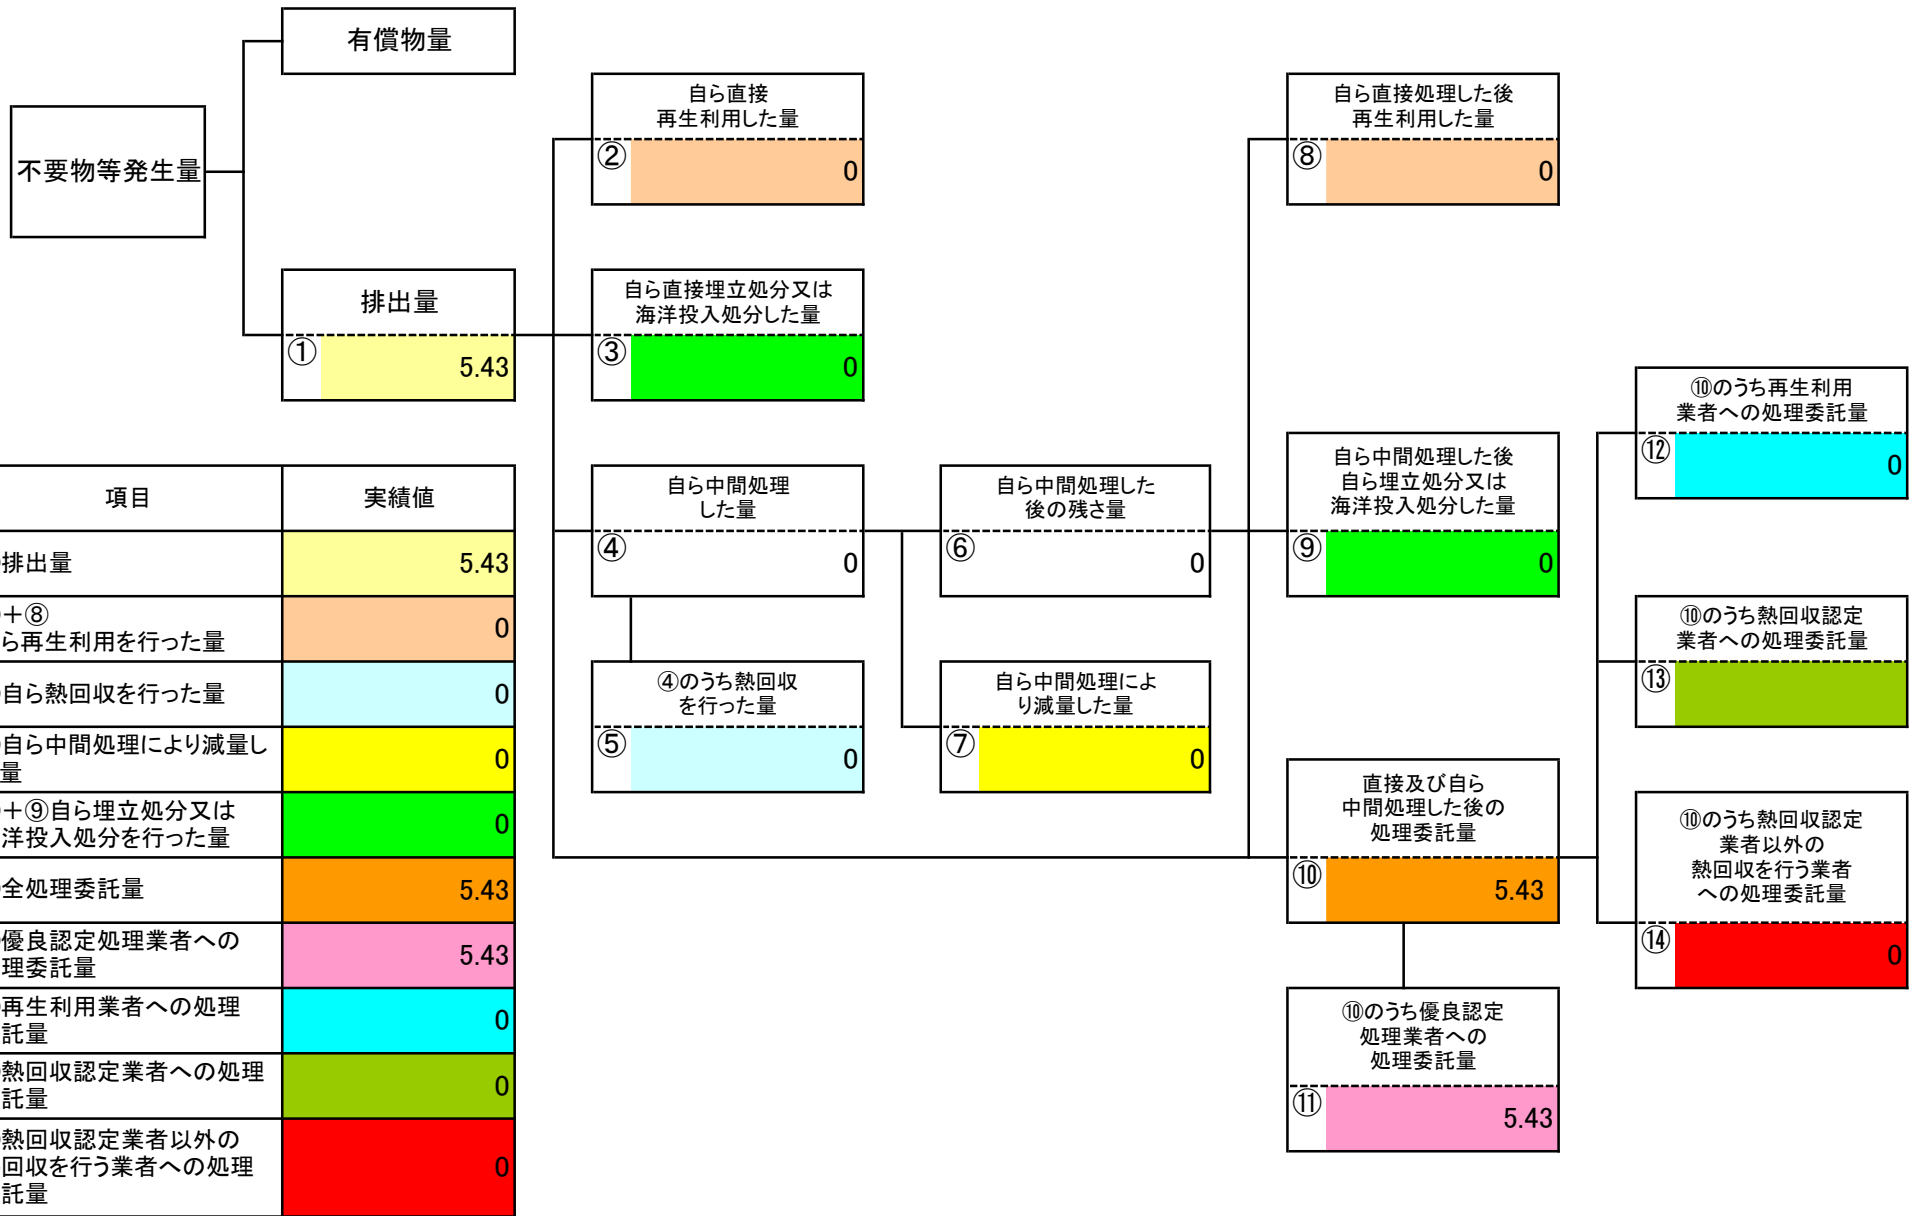 有償物量
不要物等発生量
排出量
①
5.43
自ら直接
再生利用した量
②
0
自ら直接埋立処分又は
海洋投入処分した量
③
0
自ら中間処理
した量
④
0
④のうち熱回収
を行った量
⑤
0
自ら中間処理した
後の残さ量
⑥
0
自ら中間処理によ
り減量した量
⑦
0
自ら直接処理した後
再生利用した量
⑧
0
自ら中間処理した後
自ら埋立処分又は
海洋投入処分した量
⑨
0
直接及び自ら
中間処理した後の
処理委託量
⑩
5.43
⑩のうち優良認定
処理業者への
処理委託量
⑪
5.43
⑩のうち再生利用
業者への処理委託量
⑫
0
⑩のうち熱回収認定
業者への処理委託量
⑬
⑩のうち熱回収認定
業者以外の
熱回収を行う業者
への処理委託量
⑭
0
項目 実績値
排出量 5.43
+⑧
ら再生利用を行った量 0
自ら熱回収を行った量 0
自ら中間処理により減量し
量 0
+⑨自ら埋立処分又は
洋投入処分を行った量 0
全処理委託量 5.43
優良認定処理業者への
理委託量 5.43
再生利用業者への処理
託量 0
熱回収認定業者への処理
託量 0
熱回収認定業者以外の
回収を行う業者への処理
託量 0